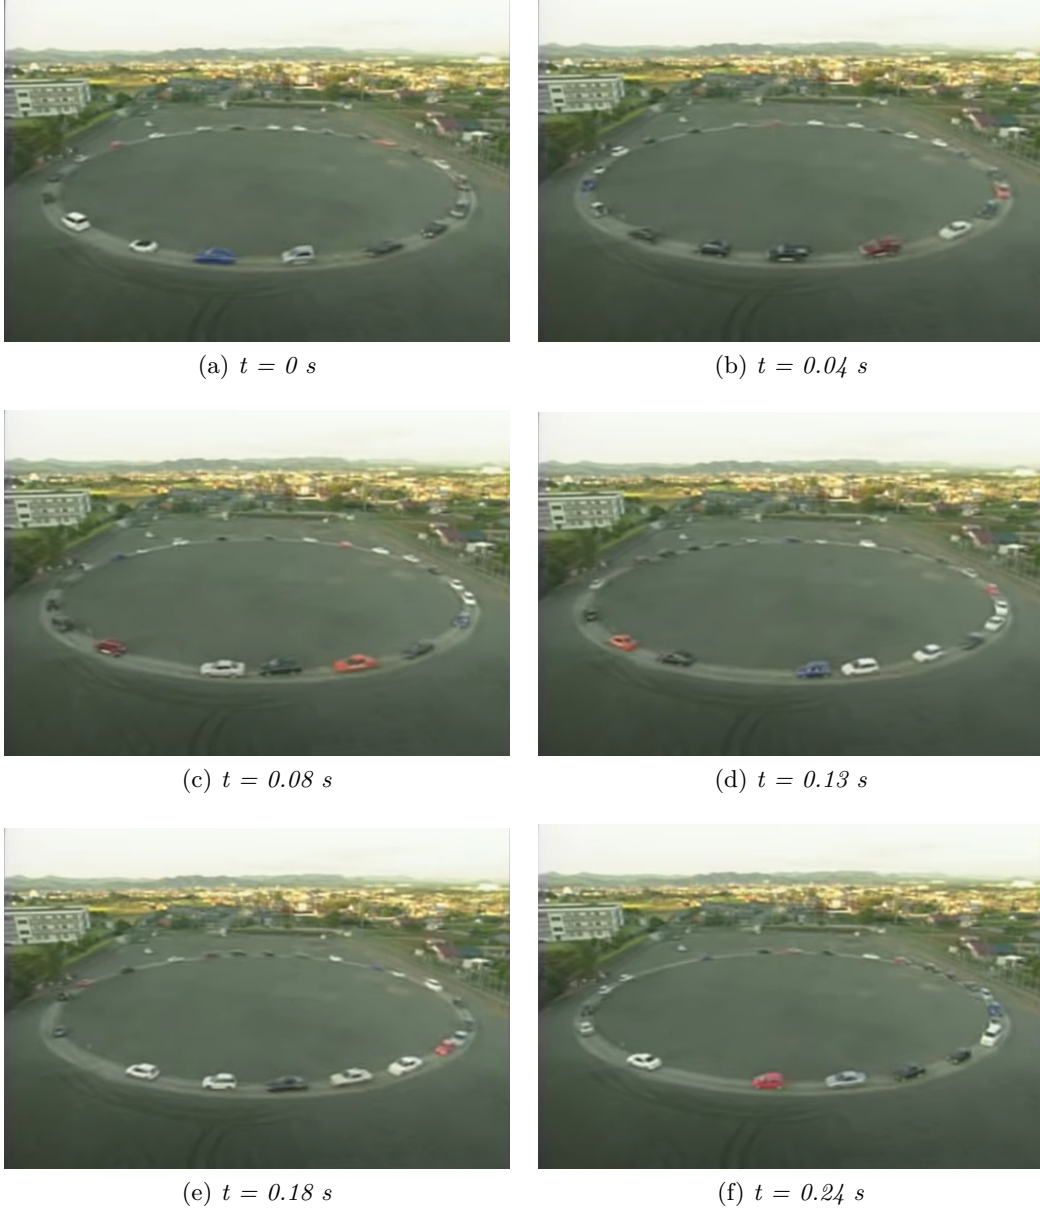 (a) t = 0 s
(b) t = 0.04 s
(c) t = 0.08 s
(d) t = 0.13 s
(e) t = 0.18 s
(f) t = 0.24 s